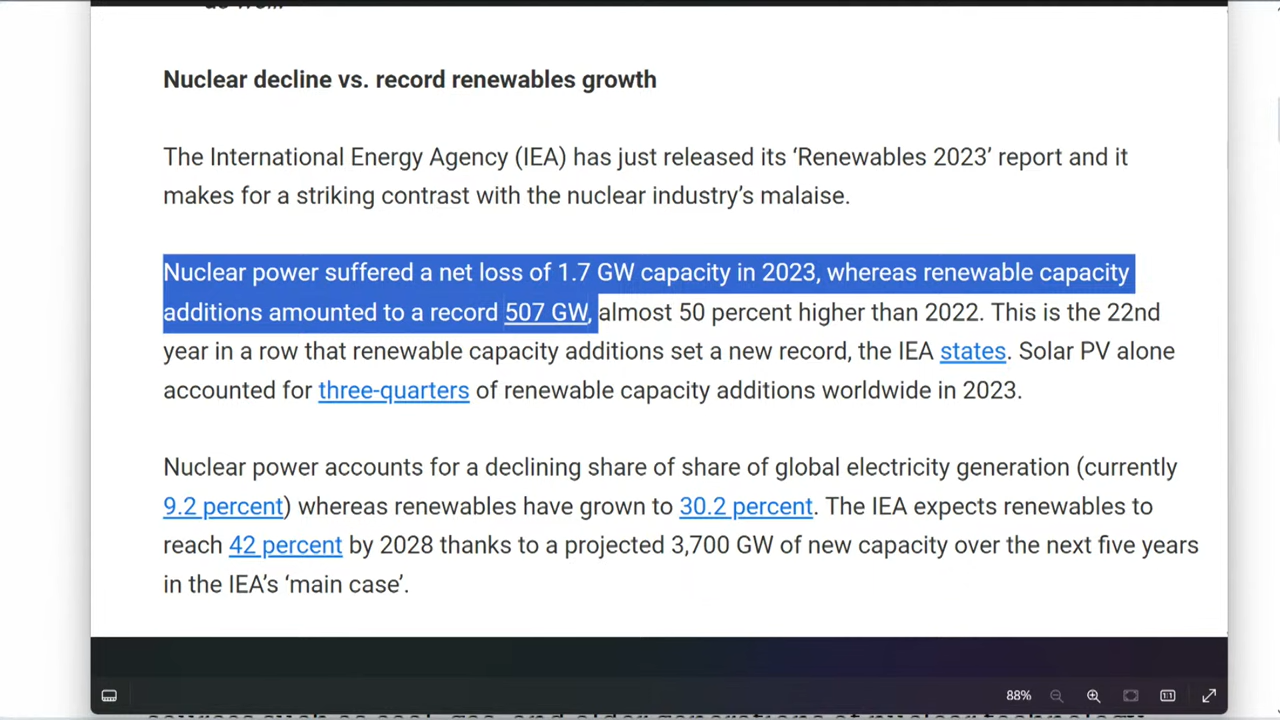 Nuclear decline vs. record renewables growth
The International Energy Agency (IEA) has just released its ‘Renewables 2023’ report and it
makes for a striking contrast with the nuclear industry’s malaise.
Nuclear power suffered a net loss of 1.7 GW capacity in 2023, whereas renewable capacity
additions amounted to a record 507 GW, almost 50 percent higher than 2022. This is the 22nd
year in a row that renewable capacity additions set a new record, the IEA states. Solar PV alone
accounted for three-quarters of renewable capacity additions worldwide in 2023.
Nuclear power accounts for a declining share of share of global electricity generation (currently
9.2 percent) whereas renewables have grown to 30.2 percent. The IEA expects renewables to
reach 42 percent by 2028 thanks to a projected 3,700 GW of new capacity over the next five years
in the IEA’s ‘main case’.
88%
1:1